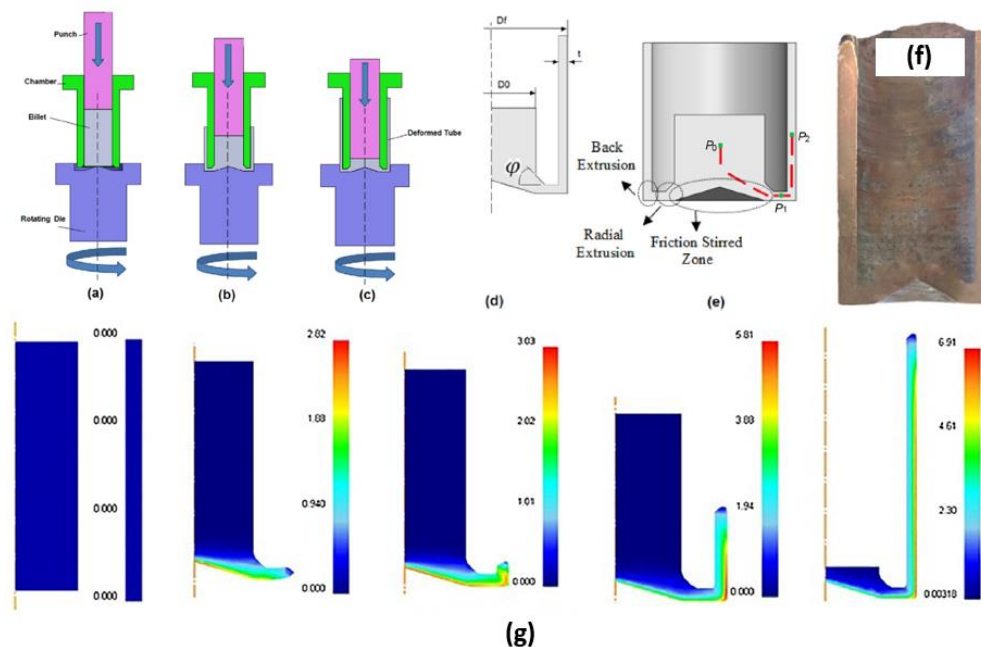 Punch
Chamber
Billet
Rotating Die
(a)
(b)
Deformed Tube
(c)
Df
t
D0
φ
(d)
P0
P2
P1
Back
Extrusion
Radial
Extrusion
Friction Stirred
Zone
(e)
(f)
0.000
0.000
0.000
0.000
2.82
1.88
0.940
0.000
3.03
2.02
1.01
0.000
5.81
3.88
1.94
0.000
6.91
4.61
2.30
0.00318
(g)